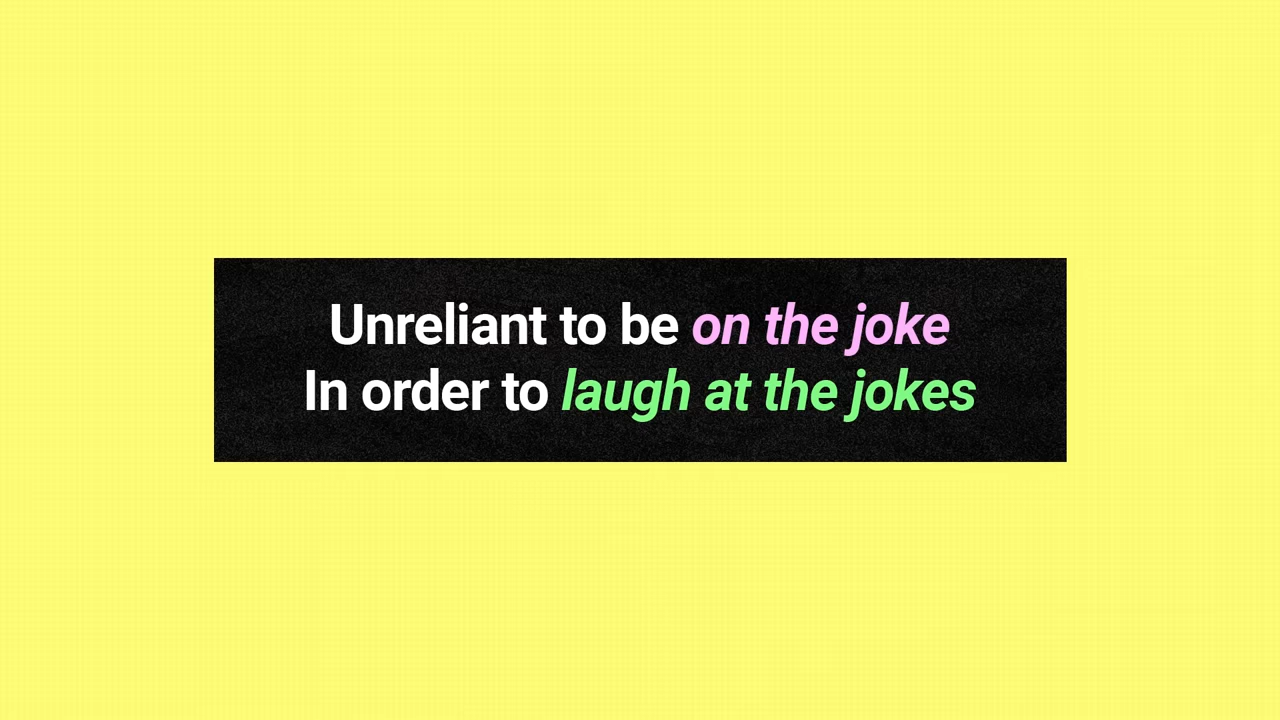 Unreliant to be on the joke
In order to laugh at the jokes